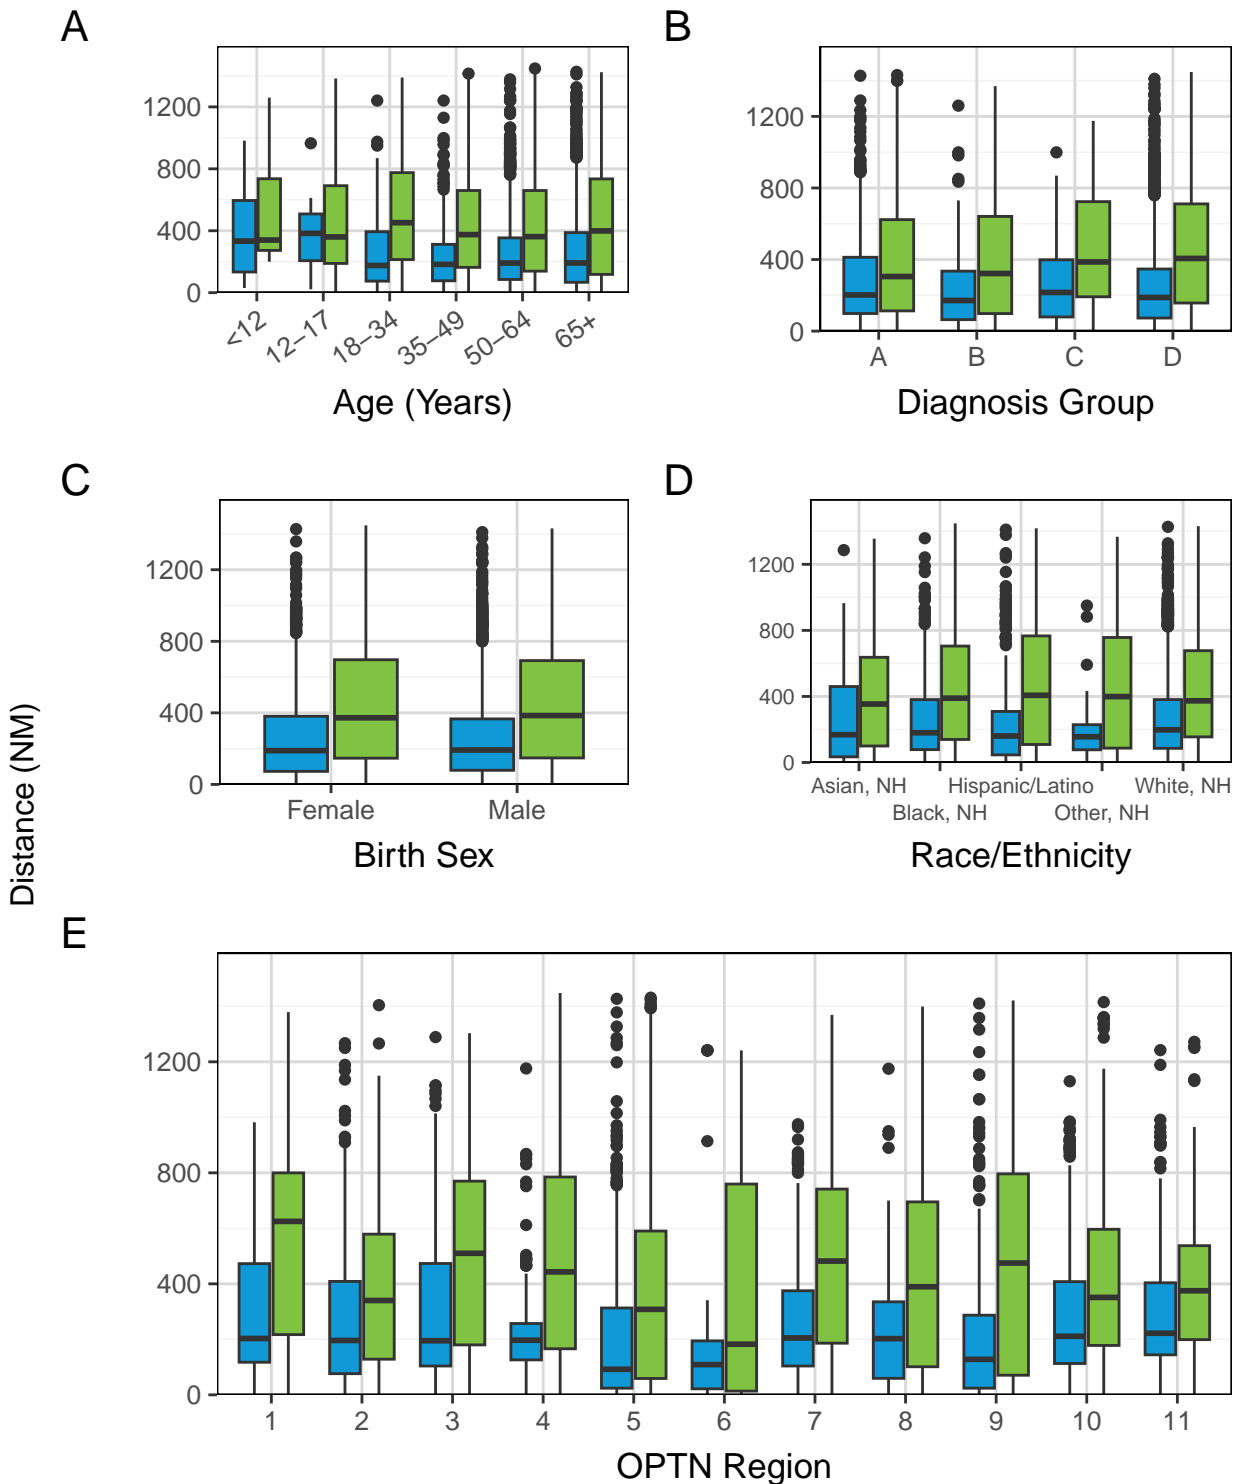 A
1200
800
400
0
<12
12–17
18–34
35–49
50–64
65+
Age (Years)
B
1200
800
400
0
A
B
C
D
Diagnosis Group
C
1200
800
400
0
Female
Male
Birth Sex
D
1200
800
400
0
Asian, NH
Black, NH
Hispanic/Latino
Other, NH
White, NH
Race/Ethnicity
Distance (NM)
E
1200
800
400
0
1 2 3 4 5 6 7 8 9 10 11
OPTN Region